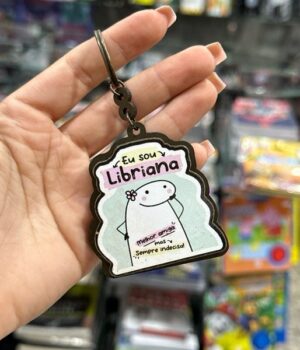 Eu sou
Libriana
Melhor amiga
mas
Sempre indecisa!